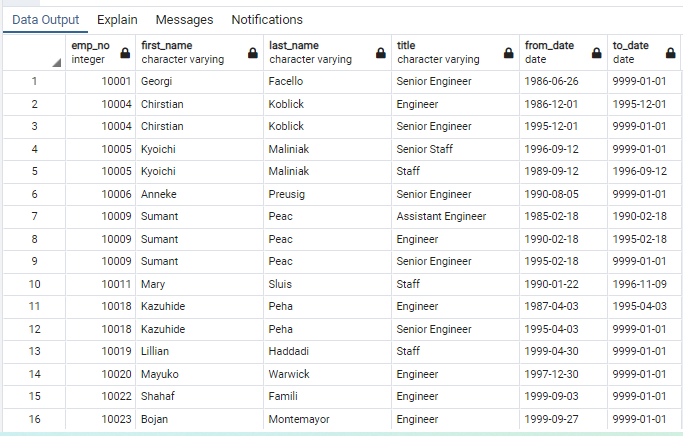 Data Output Explain Messages Notifications
emp_no first_name last_name title from_date to_date
integer character varying character varying character varying date date
1 10001 Georgi Facello Senior Engineer 1986-06-26 9999-01-01
2 10004 Chirstian Koblick Engineer 1986-12-01 1995-12-01
3 10004 Chirstian Koblick Senior Engineer 1995-12-01 9999-01-01
4 10005 Kyoichi Maliniak Senior Staff 1996-09-12 9999-01-01
5 10005 Kyoichi Maliniak Staff 1989-09-12 1996-09-12
6 10006 Anneke Preusig Senior Engineer 1990-08-05 9999-01-01
7 10009 Sumant Peac Assistant Engineer 1985-02-18 1990-02-18
8 10009 Sumant Peac Engineer 1990-02-18 1995-02-18
9 10009 Sumant Peac Senior Engineer 1995-02-18 9999-01-01
10 10011 Mary Sluis Staff 1990-01-22 1996-11-09
11 10018 Kazuhide Peha Engineer 1987-04-03 1995-04-03
12 10018 Kazuhide Peha Senior Engineer 1995-04-03 9999-01-01
13 10019 Lillian Haddadi Staff 1999-04-30 9999-01-01
14 10020 Mayuko Warwick Engineer 1997-12-30 9999-01-01
15 10022 Shahaf Famili Engineer 1999-09-03 9999-01-01
16 10023 Bojan Montemayor Engineer 1999-09-27 9999-01-01